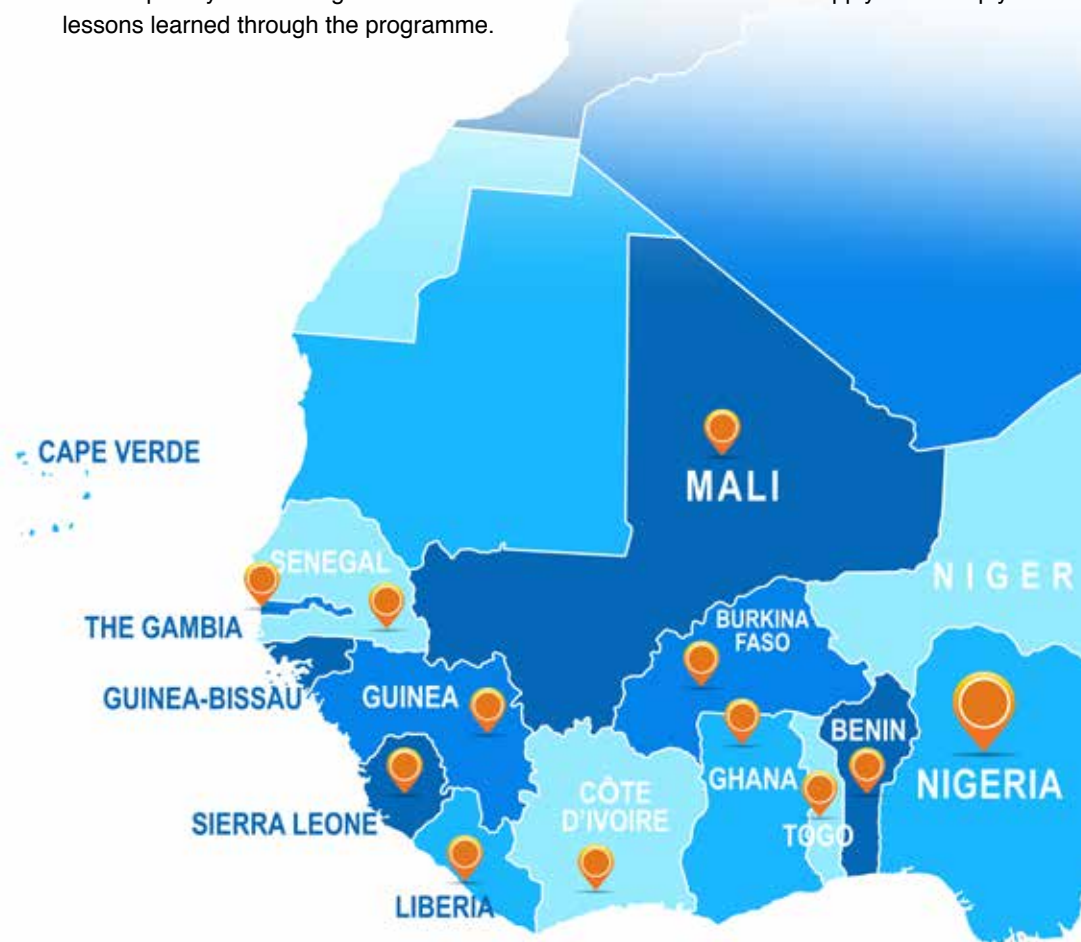 lessons learned through the programme.
CAPE VERDE
MALI
SENEGAL
NIGER
THE GAMBIA
BURKINA
FASO
GUINEA-BISSAU
GUINEA
BENIN
GHANA
NIGERIA
CÔTE
D'IVOIRE
SIERRA LEONE
TOGO
LIBERIA